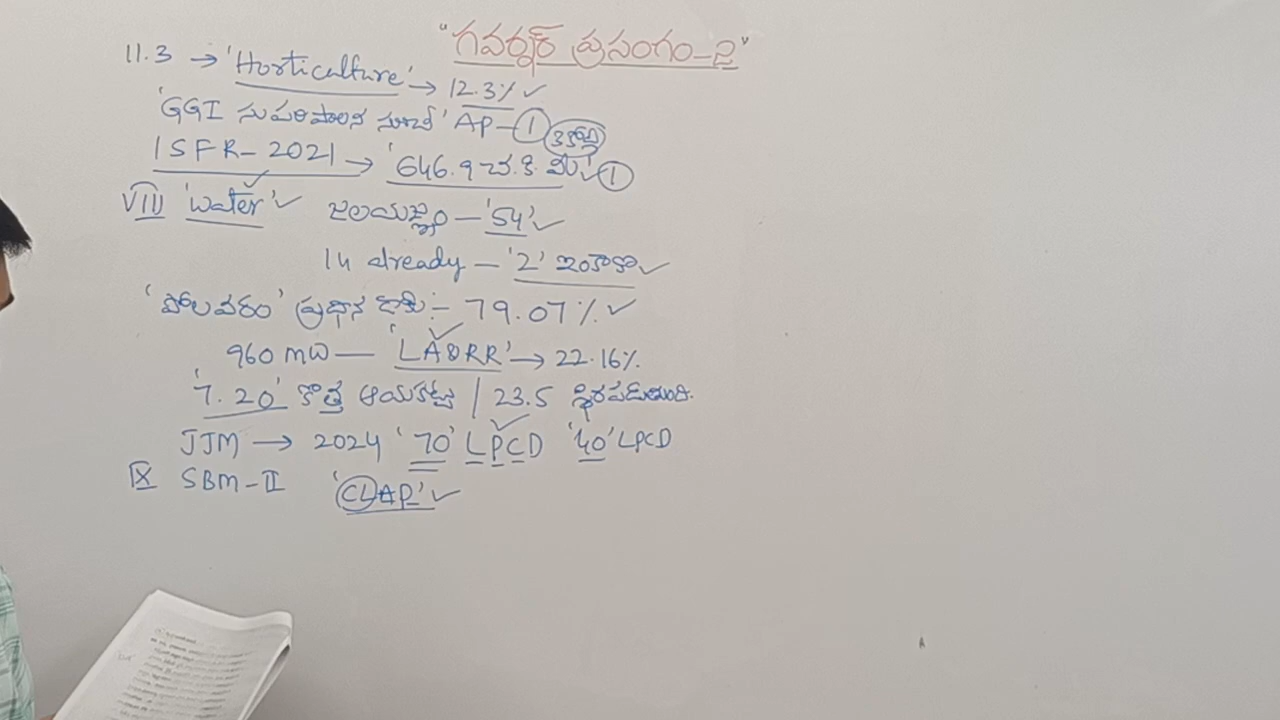 "గవర్నర్ ప్రసంగం-2"
11.3 → 'Horticulture' → 12.3% ✓
'GGI సుపరిపాలన సూచీ' AP-1
ISFR-2021 → '646.9 చ.కి.మీ' ✓ 1
VIII 'Water' ✓ జలయజ్ఞం - '54' ✓
14 already - '2' ఇంకా ✓
'పోలవరం' ప్రధాన :- 79.07% ✓
960 MW - 'LA&RR' → 22.16%
'7.20' కొత్త ఆయకట్టు / 23.5 స్థిరపడుతుంది.
JJM → 2024 '70' LPCD '40' LPCD
IX SBM-II 'CLAP' ✓